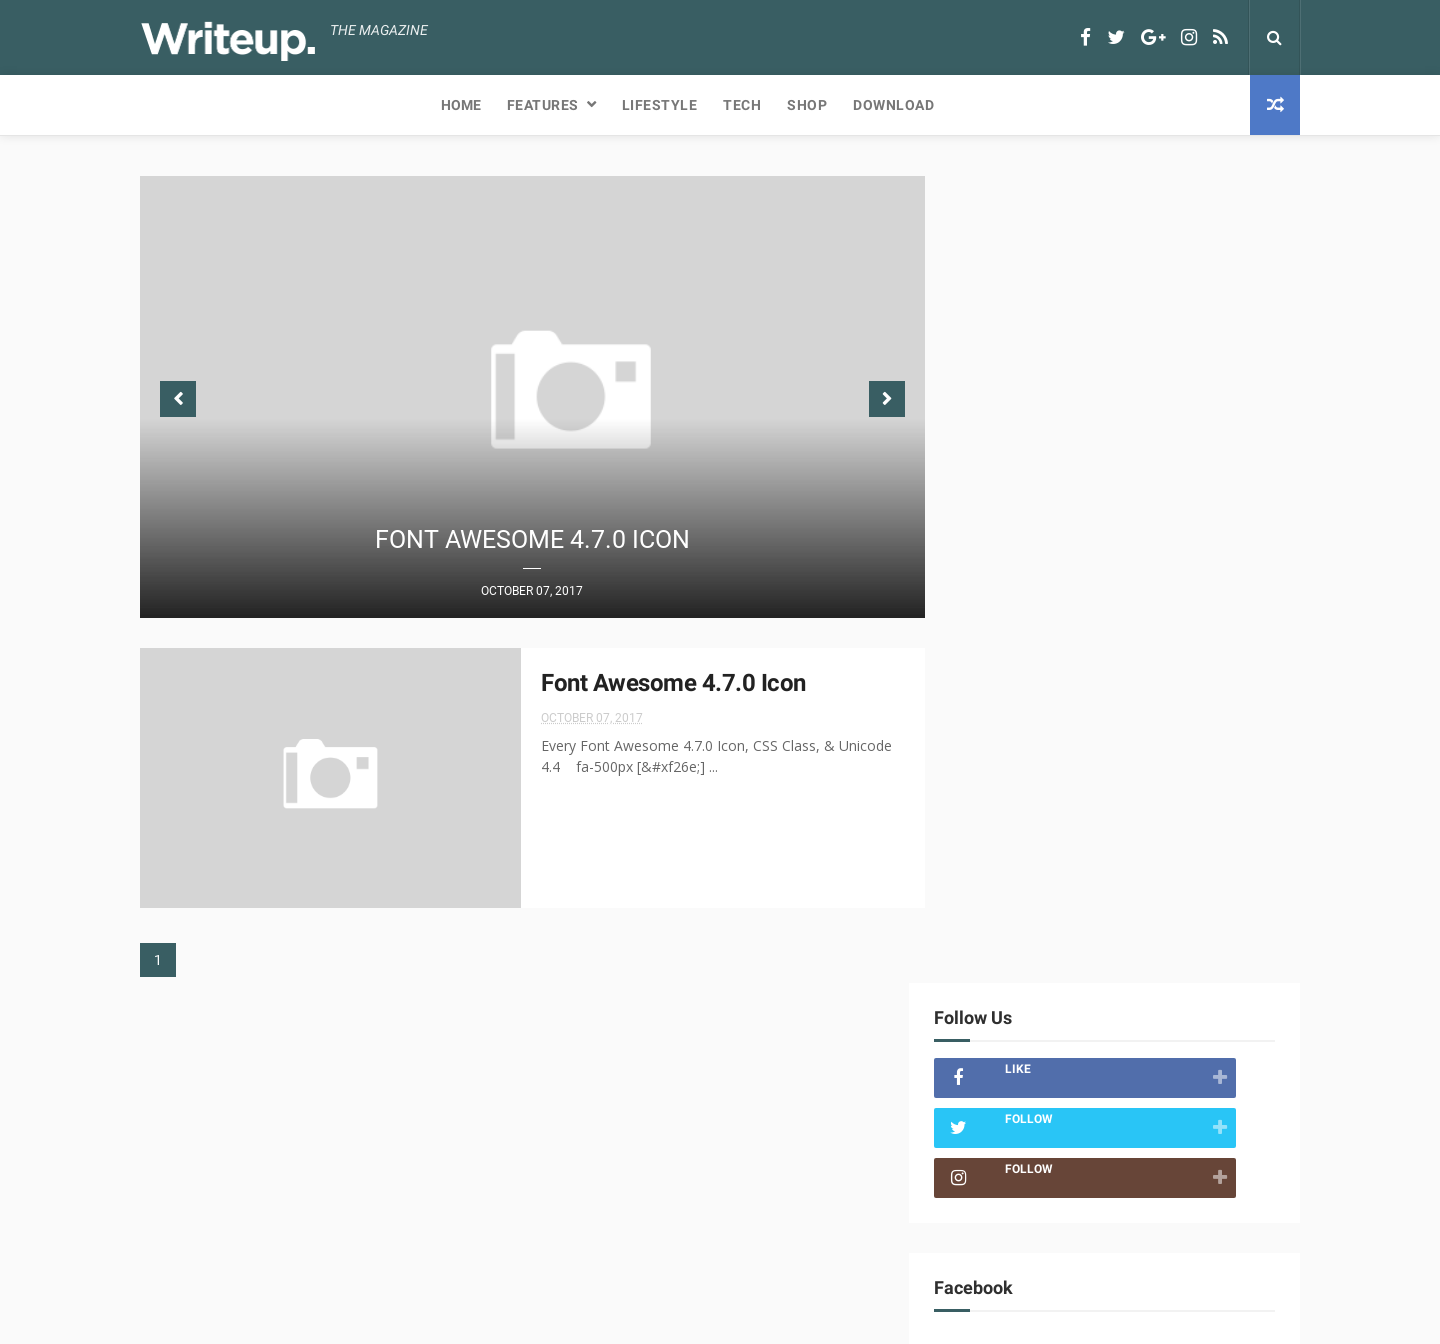 Writeup.
THE MAGAZINE
HOME
FEATURES
LIFESTYLE
TECH
SHOP
DOWNLOAD
FONT AWESOME 4.7.0 ICON
OCTOBER 07, 2017
Font Awesome 4.7.0 Icon
OCTOBER 07, 2017
Every Font Awesome 4.7.0 Icon, CSS Class, & Unicode
4.4    fa-500px [&#xf26e;] ...
1
Follow Us
LIKE
FOLLOW
FOLLOW
Facebook